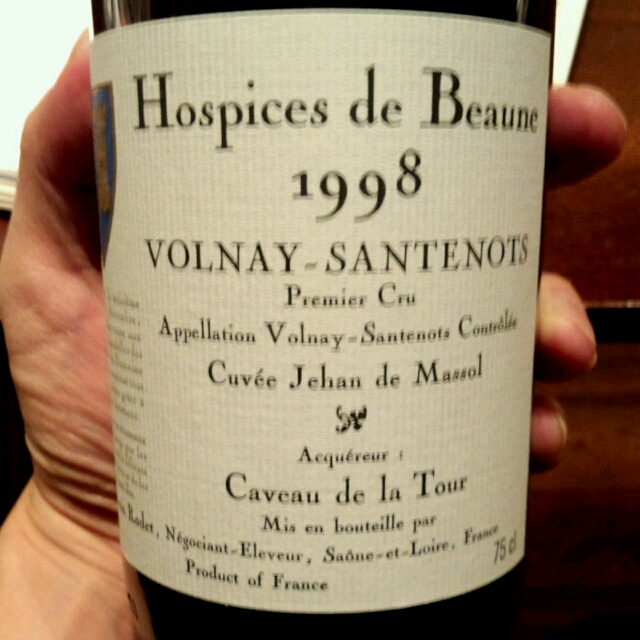 Hospices de Beaune
1998
VOLNAY-SANTENOTS
Premier Cru
Appellation Volnay-Santenots Contrôlée
Cuvée Jehan de Massol
Acquéreur :
Caveau de la Tour
Mis en bouteille par
Rodet, Négociant-Eleveur, Saône-et-Loire, France
Product of France
75 cl